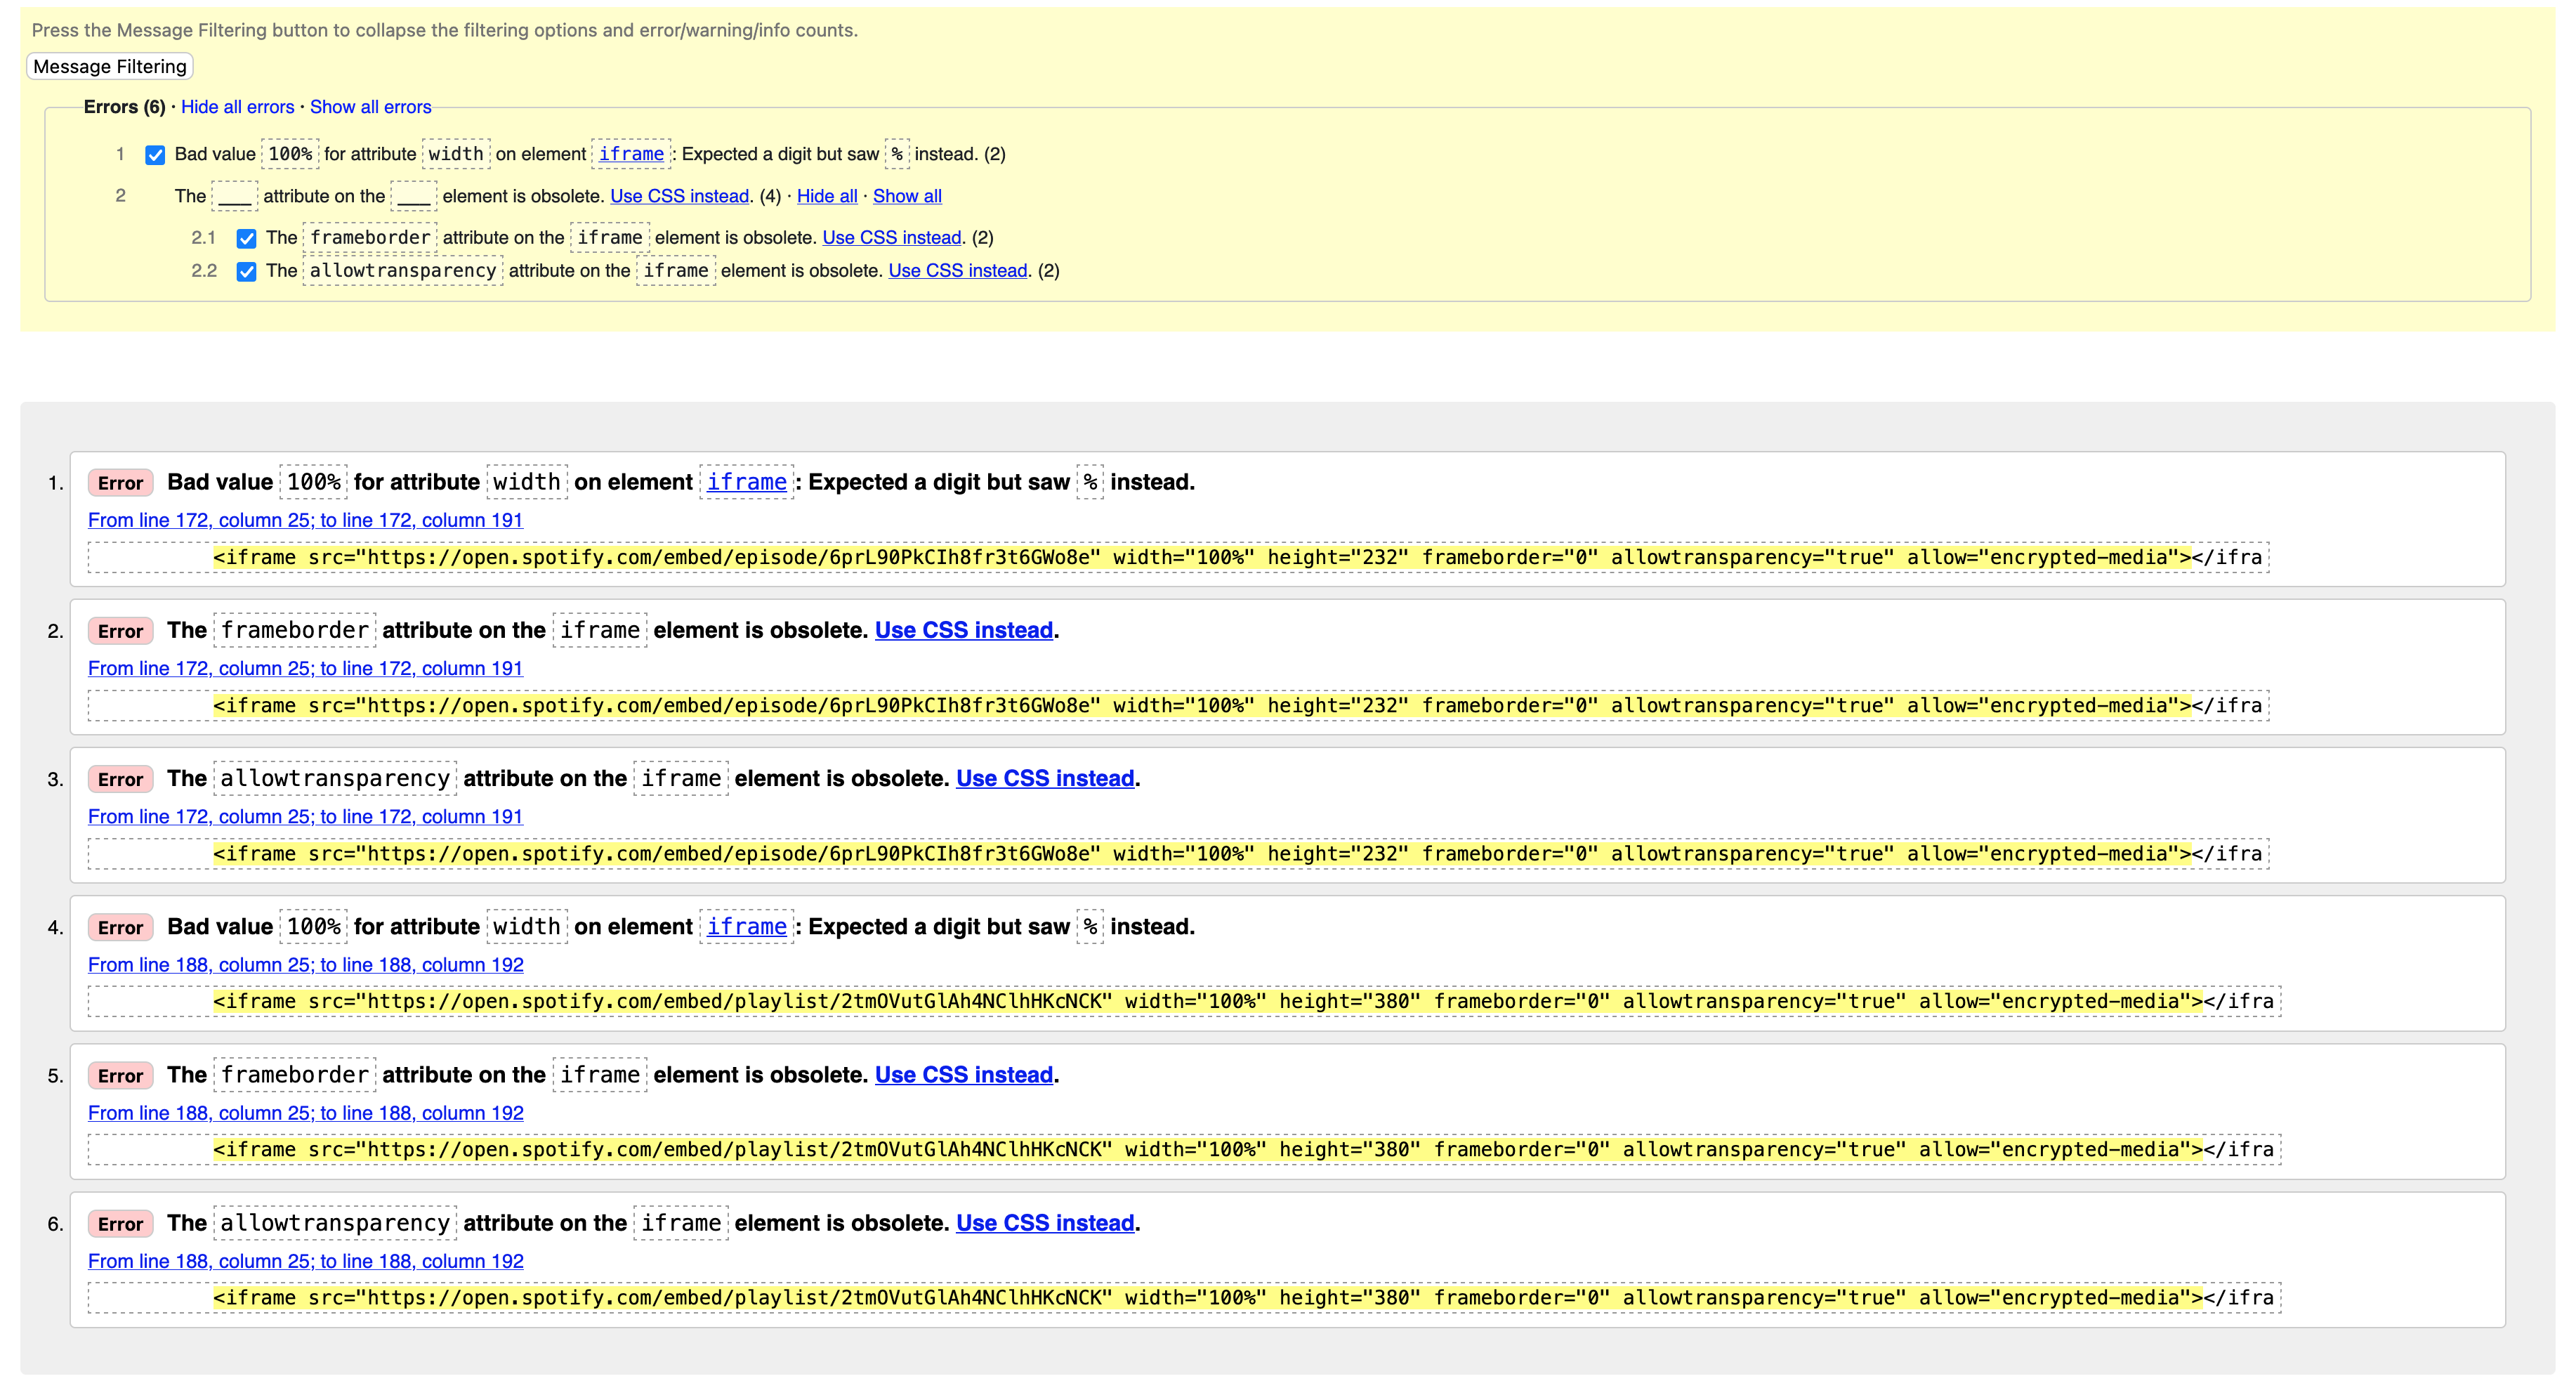 Press the Message Filtering button to collapse the filtering options and error/warning/info counts.
Message Filtering
Errors (6) · Hide all errors · Show all errors
1 Bad value 100% for attribute width on element iframe: Expected a digit but saw % instead. (2)
2 The ___ attribute on the ___ element is obsolete. Use CSS instead. (4) · Hide all · Show all
2.1 The frameborder attribute on the iframe element is obsolete. Use CSS instead. (2)
2.2 The allowtransparency attribute on the iframe element is obsolete. Use CSS instead. (2)
1. Error Bad value 100% for attribute width on element iframe: Expected a digit but saw % instead.
From line 172, column 25; to line 172, column 191
<iframe src="https://open.spotify.com/embed/episode/6prL90PkCIh8fr3t6GWo8e" width="100%" height="232" frameborder="0" allowtransparency="true" allow="encrypted-media"></ifra
2. Error The frameborder attribute on the iframe element is obsolete. Use CSS instead.
From line 172, column 25; to line 172, column 191
<iframe src="https://open.spotify.com/embed/episode/6prL90PkCIh8fr3t6GWo8e" width="100%" height="232" frameborder="0" allowtransparency="true" allow="encrypted-media"></ifra
3. Error The allowtransparency attribute on the iframe element is obsolete. Use CSS instead.
From line 172, column 25; to line 172, column 191
<iframe src="https://open.spotify.com/embed/episode/6prL90PkCIh8fr3t6GWo8e" width="100%" height="232" frameborder="0" allowtransparency="true" allow="encrypted-media"></ifra
4. Error Bad value 100% for attribute width on element iframe: Expected a digit but saw % instead.
From line 188, column 25; to line 188, column 192
<iframe src="https://open.spotify.com/embed/playlist/2tmOVutGlAh4NClhHKcNCK" width="100%" height="380" frameborder="0" allowtransparency="true" allow="encrypted-media"></ifra
5. Error The frameborder attribute on the iframe element is obsolete. Use CSS instead.
From line 188, column 25; to line 188, column 192
<iframe src="https://open.spotify.com/embed/playlist/2tmOVutGlAh4NClhHKcNCK" width="100%" height="380" frameborder="0" allowtransparency="true" allow="encrypted-media"></ifra
6. Error The allowtransparency attribute on the iframe element is obsolete. Use CSS instead.
From line 188, column 25; to line 188, column 192
<iframe src="https://open.spotify.com/embed/playlist/2tmOVutGlAh4NClhHKcNCK" width="100%" height="380" frameborder="0" allowtransparency="true" allow="encrypted-media"></ifra